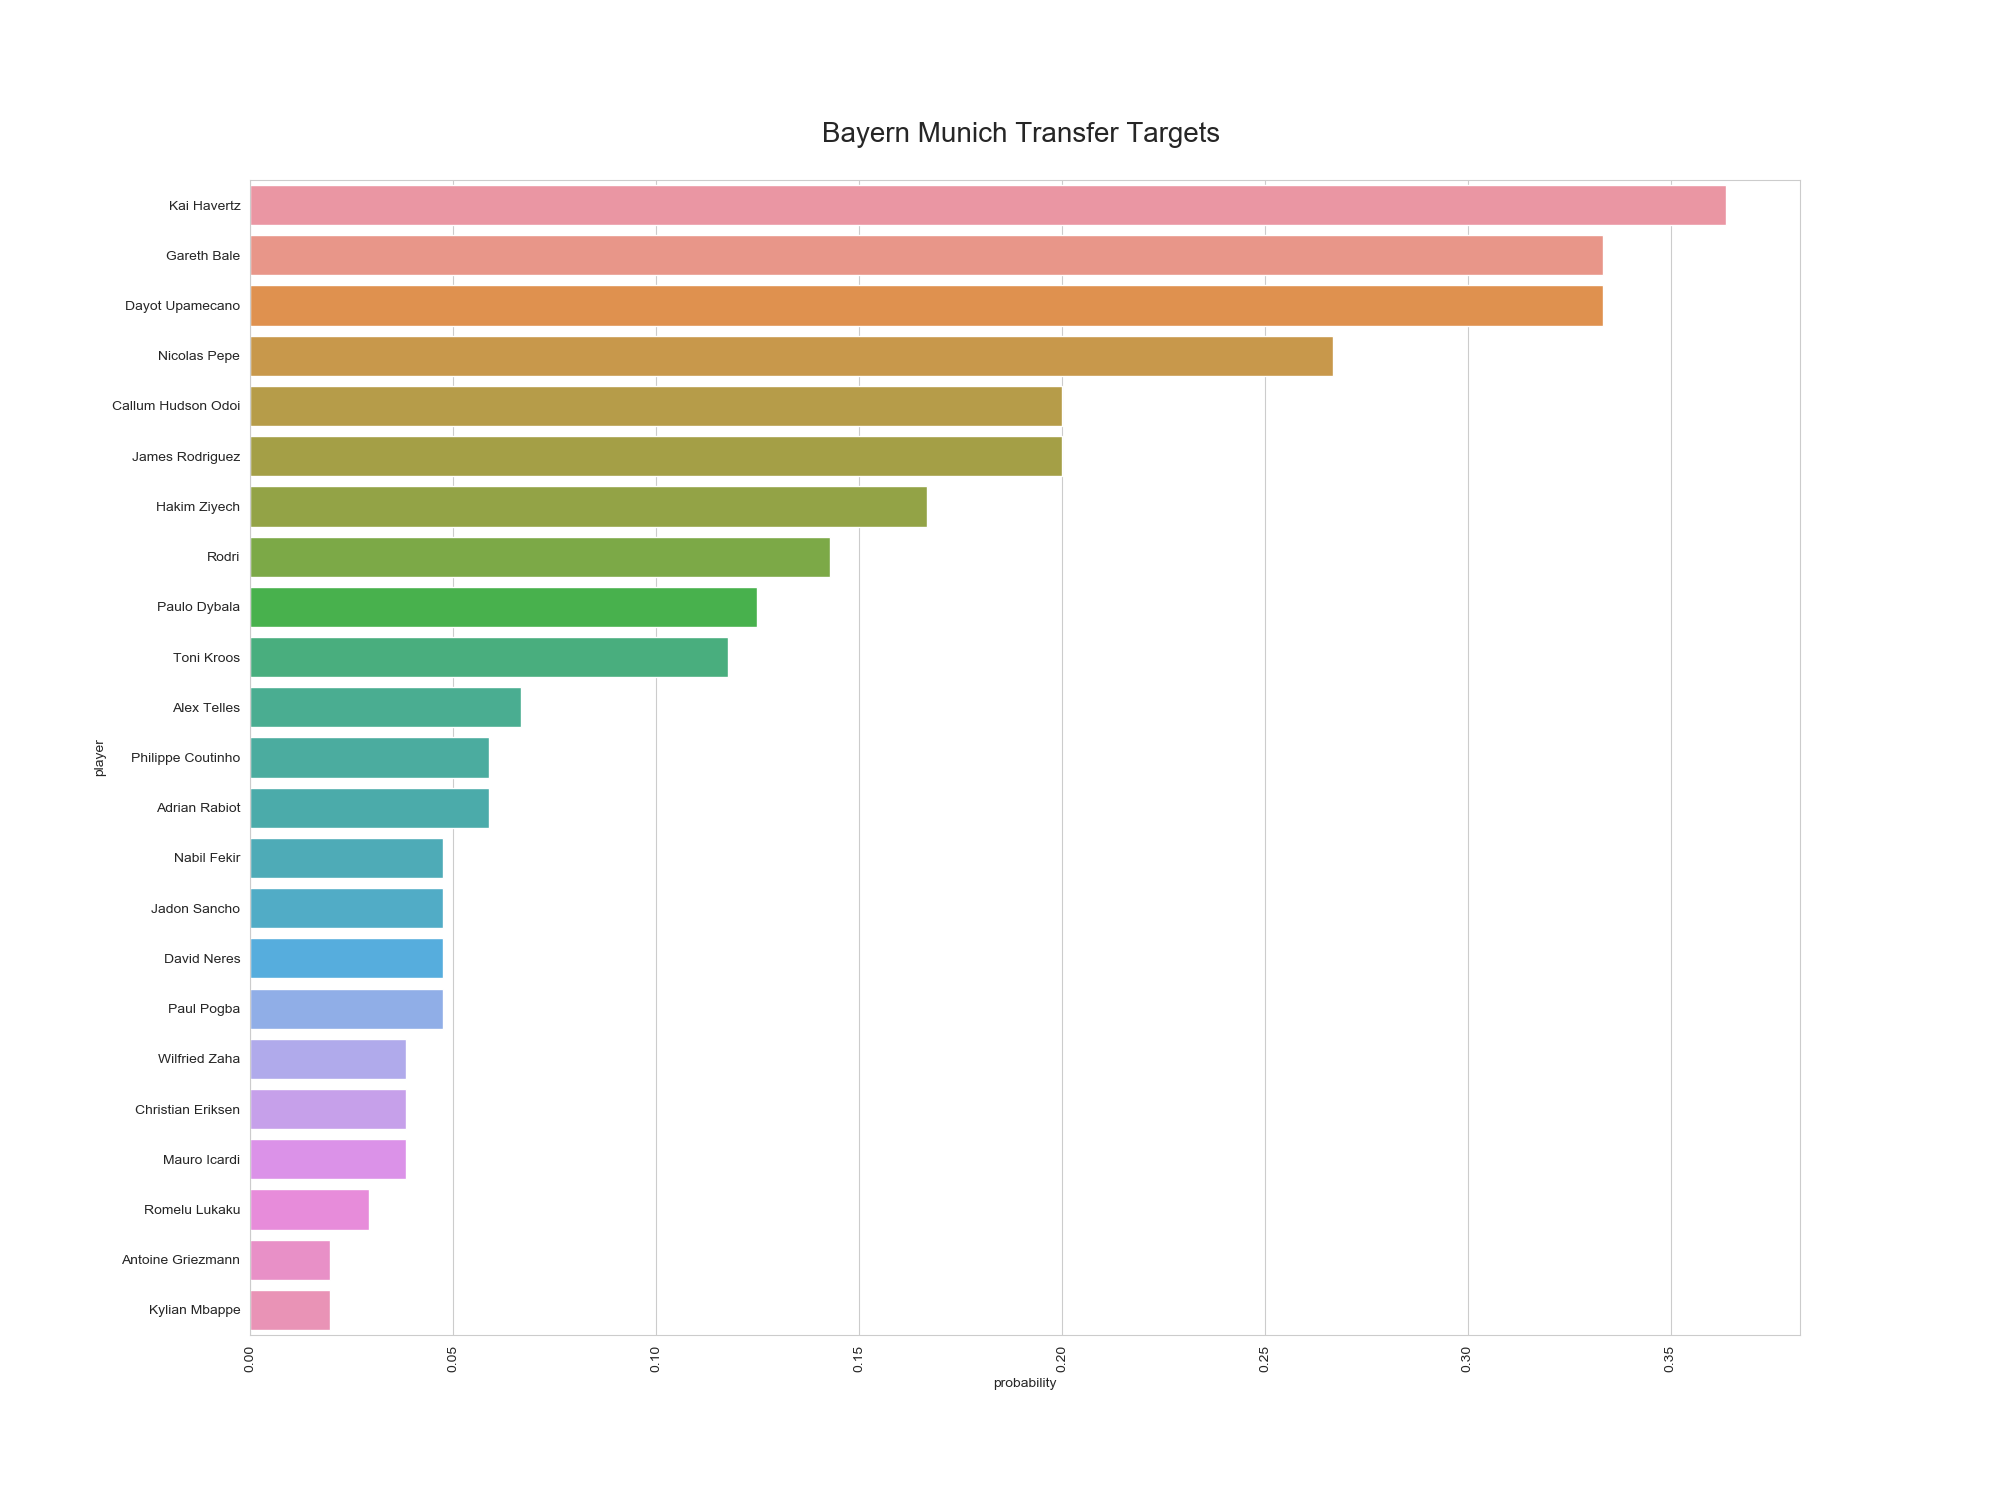 Bayern Munich Transfer Targets
Kai Havertz
Gareth Bale
Dayot Upamecano
Nicolas Pepe
Callum Hudson Odoi
James Rodriguez
Hakim Ziyech
Rodri
Paulo Dybala
Toni Kroos
Alex Telles
Philippe Coutinho
Adrian Rabiot
Nabil Fekir
Jadon Sancho
David Neres
Paul Pogba
Wilfried Zaha
Christian Eriksen
Mauro Icardi
Romelu Lukaku
Antoine Griezmann
Kylian Mbappe
player
0.00
0.05
0.10
0.15
0.20
0.25
0.30
0.35
probability